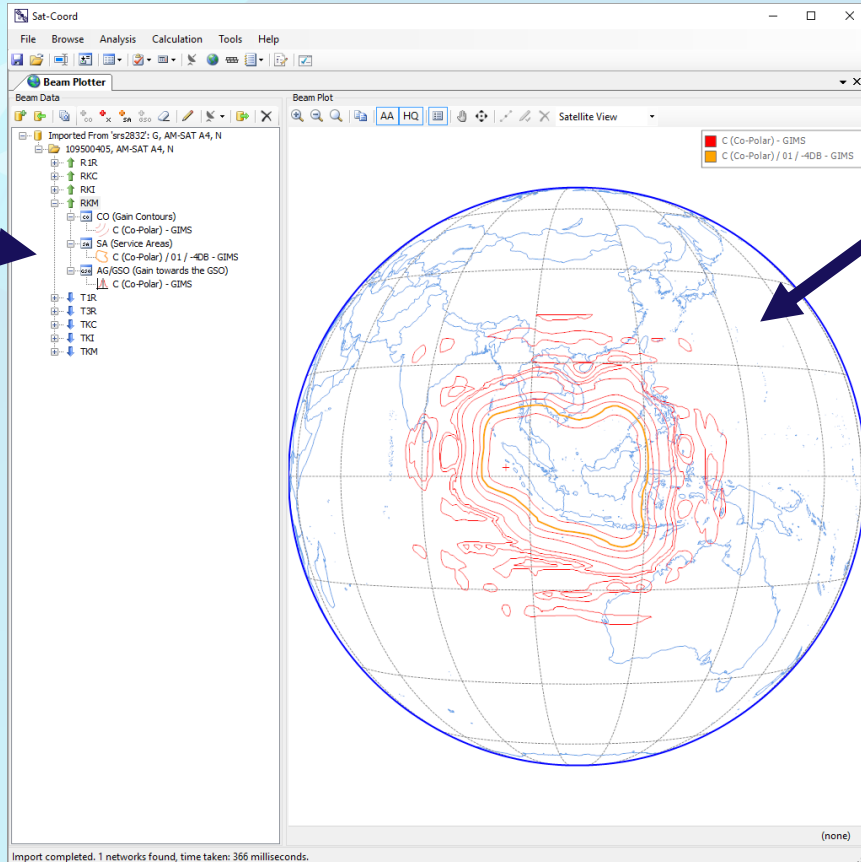 Sat-Coord
File Browse Analysis Calculation Tools Help
Beam Plotter
Beam Data
Beam Plot
AA HQ Satellite View
C (Co-Polar) - GIMS
C (Co-Polar) / 01 / -4DB - GIMS
Imported From 'srs2832': G, AM-SAT A4, N
109500405, AM-SAT A4, N
R1R
RKC
RKI
RKM
CO (Gain Contours)
C (Co-Polar) - GIMS
SA (Service Areas)
C (Co-Polar) / 01 / -4DB - GIMS
AG/GSO (Gain towards the GSO)
C (Co-Polar) - GIMS
T1R
T3R
TKC
TKI
TKM
(none)
Import completed. 1 networks found, time taken: 366 milliseconds.